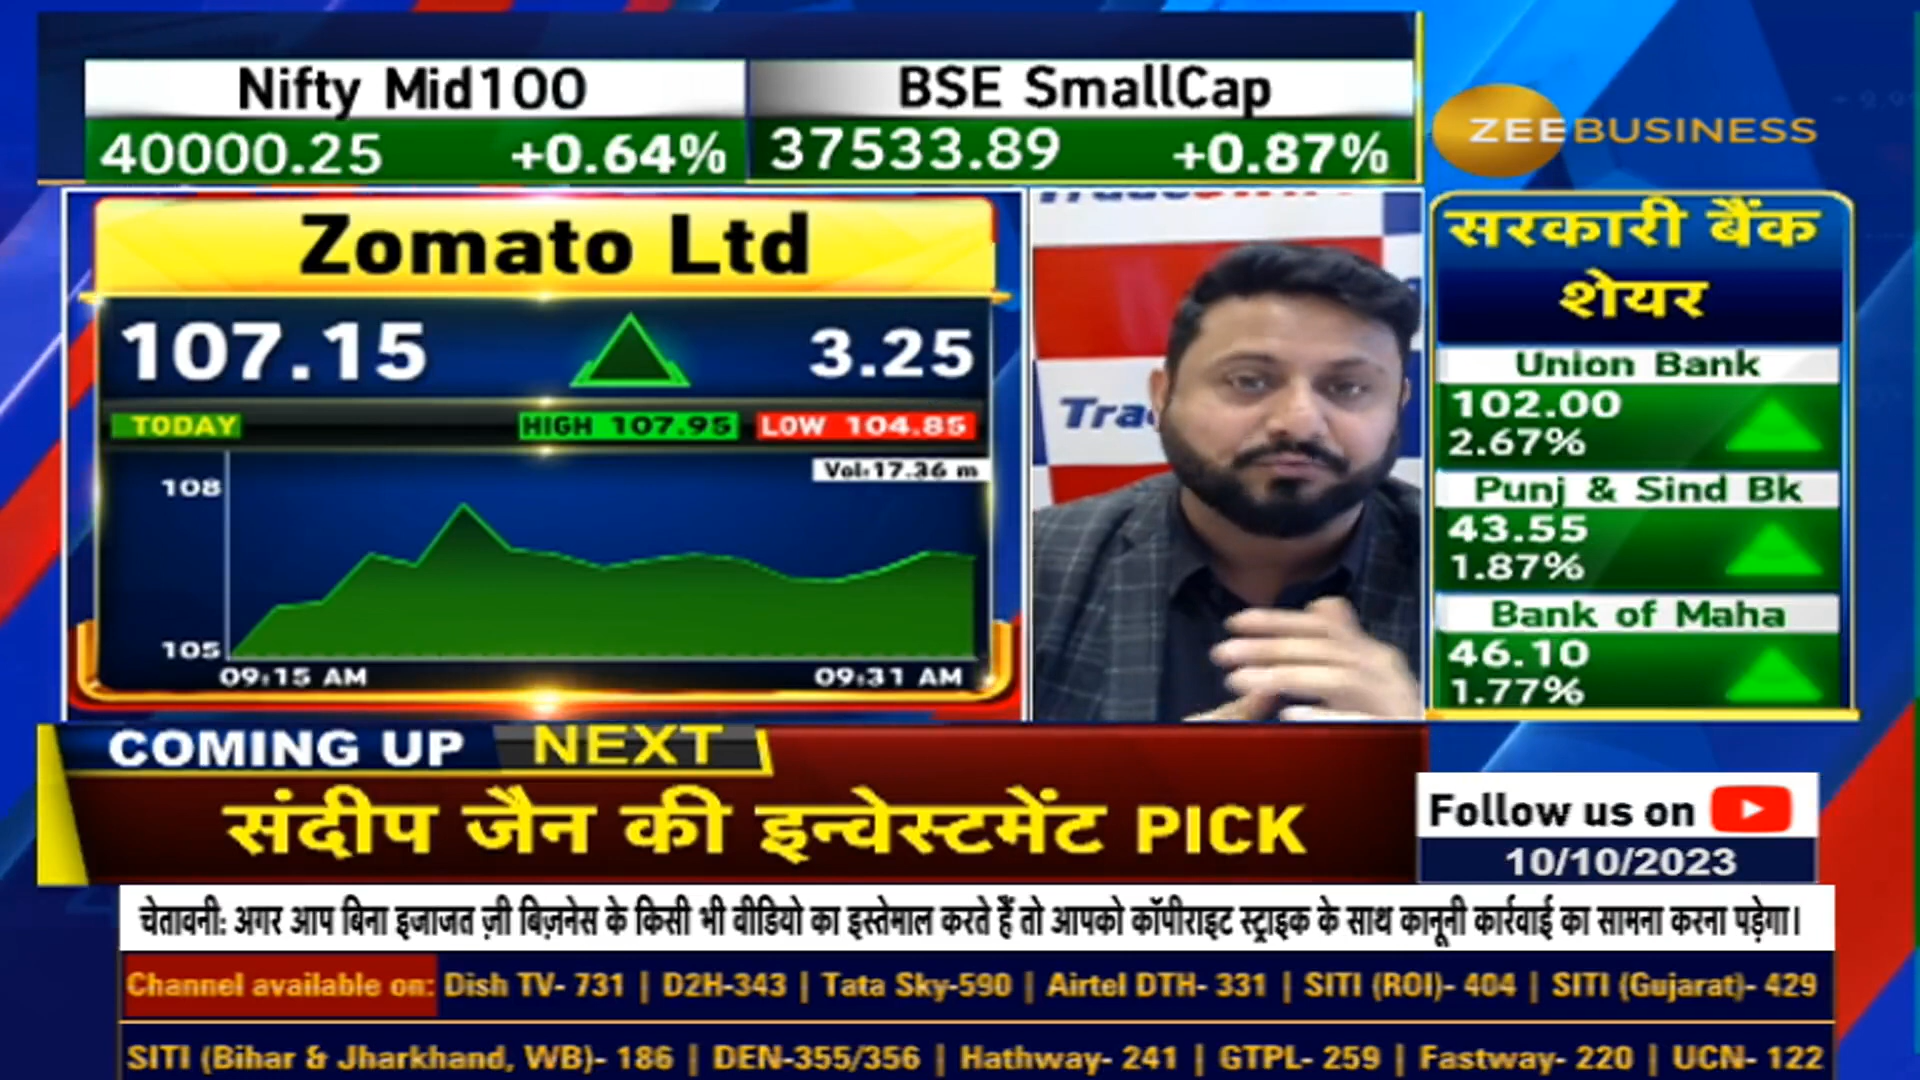 Nifty Mid100
40000.25 +0.64%
BSE SmallCap
37533.89 +0.87%
ZEEBUSINESS
Zomato Ltd
107.15 3.25
TODAY HIGH 107.95 LOW 104.85
Vol:17.36 m
108
105
09:15 AM 09:31 AM
Tra
सरकारी बैंक
शेयर
Union Bank
102.00
2.67%
Punj & Sind Bk
43.55
1.87%
Bank of Maha
46.10
1.77%
COMING UP NEXT
संदीप जैन की इन्वेस्टमेंट PICK
Follow us on
10/10/2023
चेतावनी: अगर आप बिना इजाजत ज़ी बिज़नेस के किसी भी वीडियो का इस्तेमाल करते हैं तो आपको कॉपीराइट स्ट्राइक के साथ कानूनी कार्रवाई का सामना करना पड़ेगा।
Channel available on: Dish TV- 731 | D2H-343 | Tata Sky-590 | Airtel DTH- 331 | SITI (ROI)- 404 | SITI (Gujarat)- 429
SITI (Bihar & Jharkhand, WB)- 186 | DEN-355/356 | Hathway- 241 | GTPL- 259 | Fastway- 220 | UCN- 122